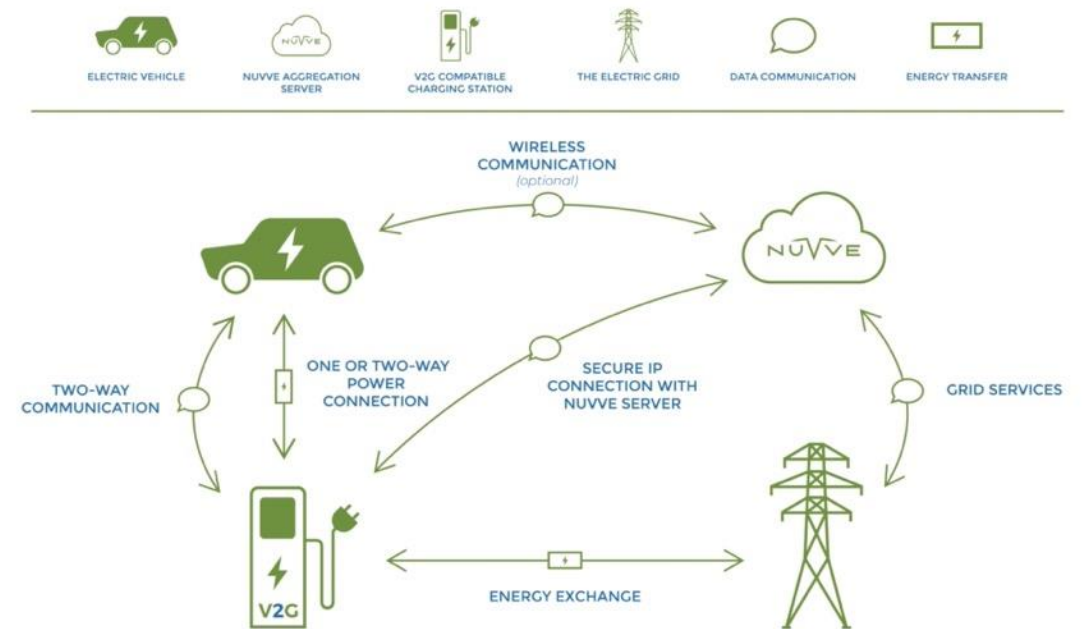 NUVVE
ELECTRIC VEHICLE
NUVVE AGGREGATION
SERVER
V2G COMPATIBLE
CHARGING STATION
THE ELECTRIC GRID
DATA COMMUNICATION
ENERGY TRANSFER
WIRELESS
COMMUNICATION
(optional)
NUVVE
ONE OR TWO-WAY
POWER
CONNECTION
SECURE IP
CONNECTION WITH
NUVVE SERVER
TWO-WAY
COMMUNICATION
GRID SERVICES
V2G
ENERGY EXCHANGE